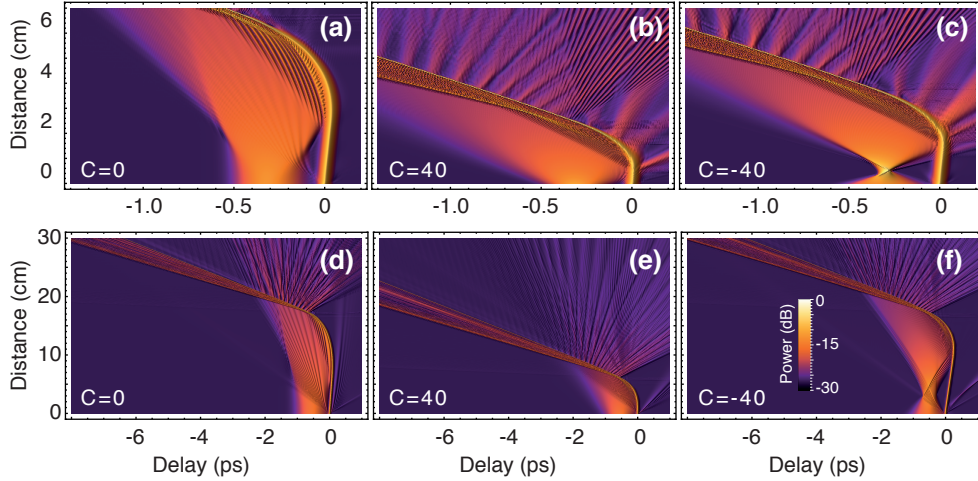 (a) (b) (c)
Distance (cm)
6
4
2
0
C=0 C=40 C=-40
-1.0 -0.5 0 -1.0 -0.5 0 -1.0 -0.5 0
30
(d) (e) (f)
Distance (cm)
20
10
0
Power (dB)
0
-15
-30
C=0 C=40 C=-40
-6 -4 -2 0 -6 -4 -2 0 -6 -4 -2 0
Delay (ps) Delay (ps) Delay (ps)